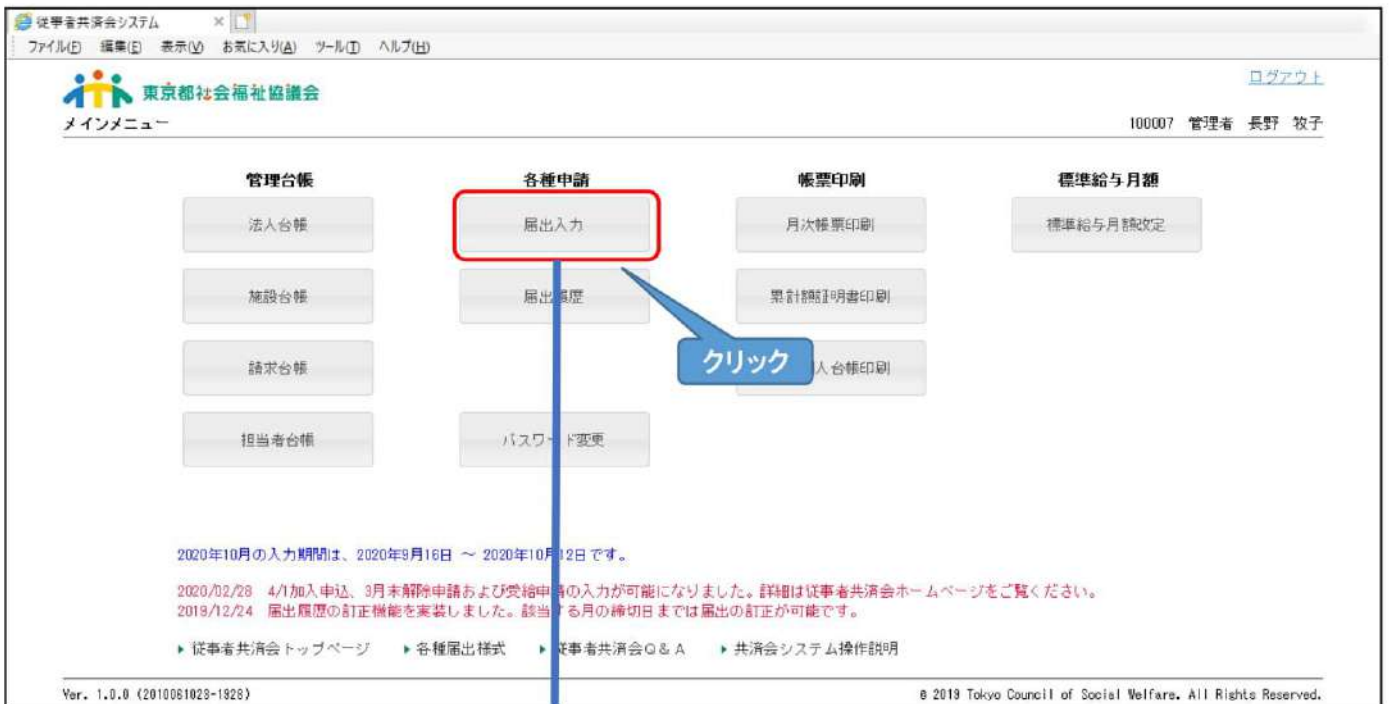 従事者共済会システム
ファイル(F) 編集(E) 表示(V) お気に入り(A) ツール(T) ヘルプ(H)
東京都社会福祉協議会
ログアウト
メインメニュー
100007 管理者 長野 牧子
管理台帳 各種申請 帳票印刷 標準給与月額
法人台帳 届出入力 月次帳票印刷 標準給与月額改定
施設台帳 届出履歴 累計額証明書印刷
クリック
請求台帳 人台帳印刷
担当者台帳 パスワード変更
2020年10月の入力期間は、2020年9月16日 ～ 2020年10月12日です。
2020/02/28 4/1加入申込、3月末解除申請および受給申請の入力が可能になりました。詳細は従事者共済会ホームページをご覧ください。
2019/12/24 届出履歴の訂正機能を実装しました。該当する月の締切日までは届出の訂正が可能です。
従事者共済会トップページ 各種届出様式 従事者共済会Q＆A 共済会システム操作説明
Ver. 1.0.0 (2010061023-1928)
© 2019 Tokyo Council of Social Welfare. All Rights Reserved.